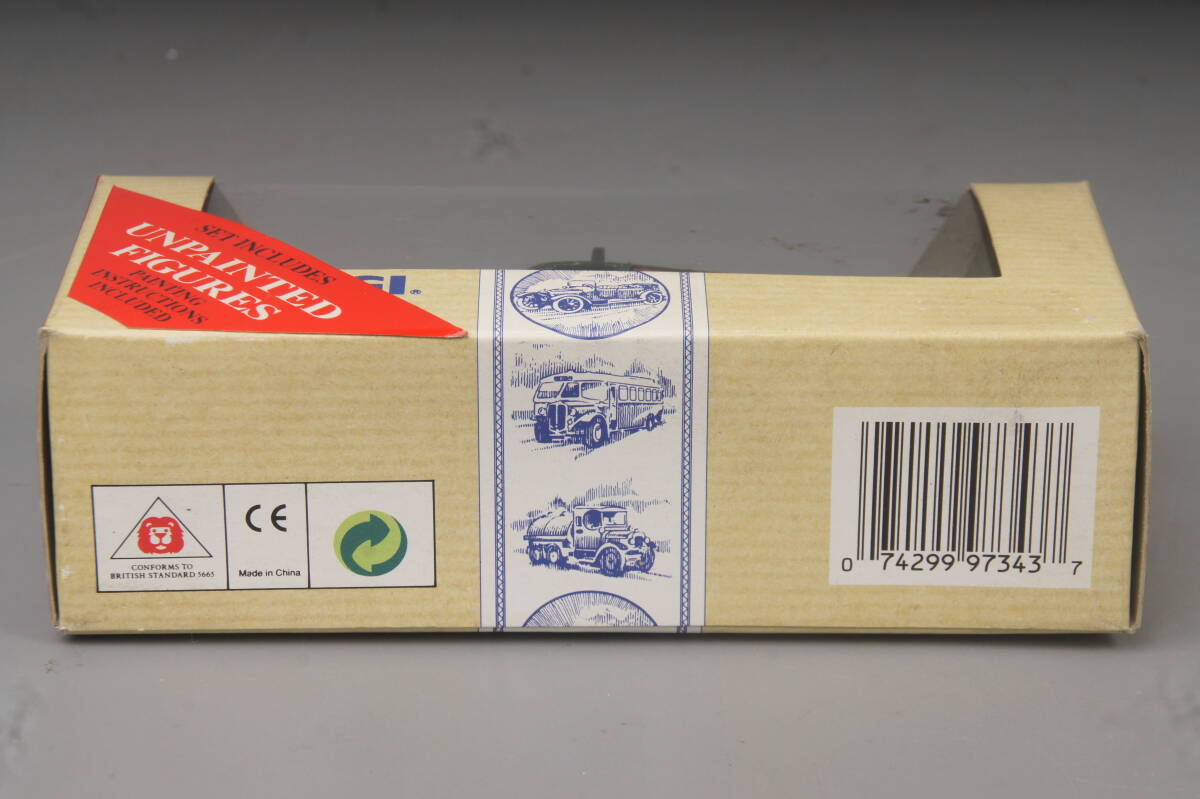 SET INCLUDES
UNPAINTED
FIGURES
PAINTING
INSTRUCTIONS
INCLUDED
GI®
CONFORMS TO
BRITISH STANDARD 5665
CE
Made in China
0 74299 97343 7